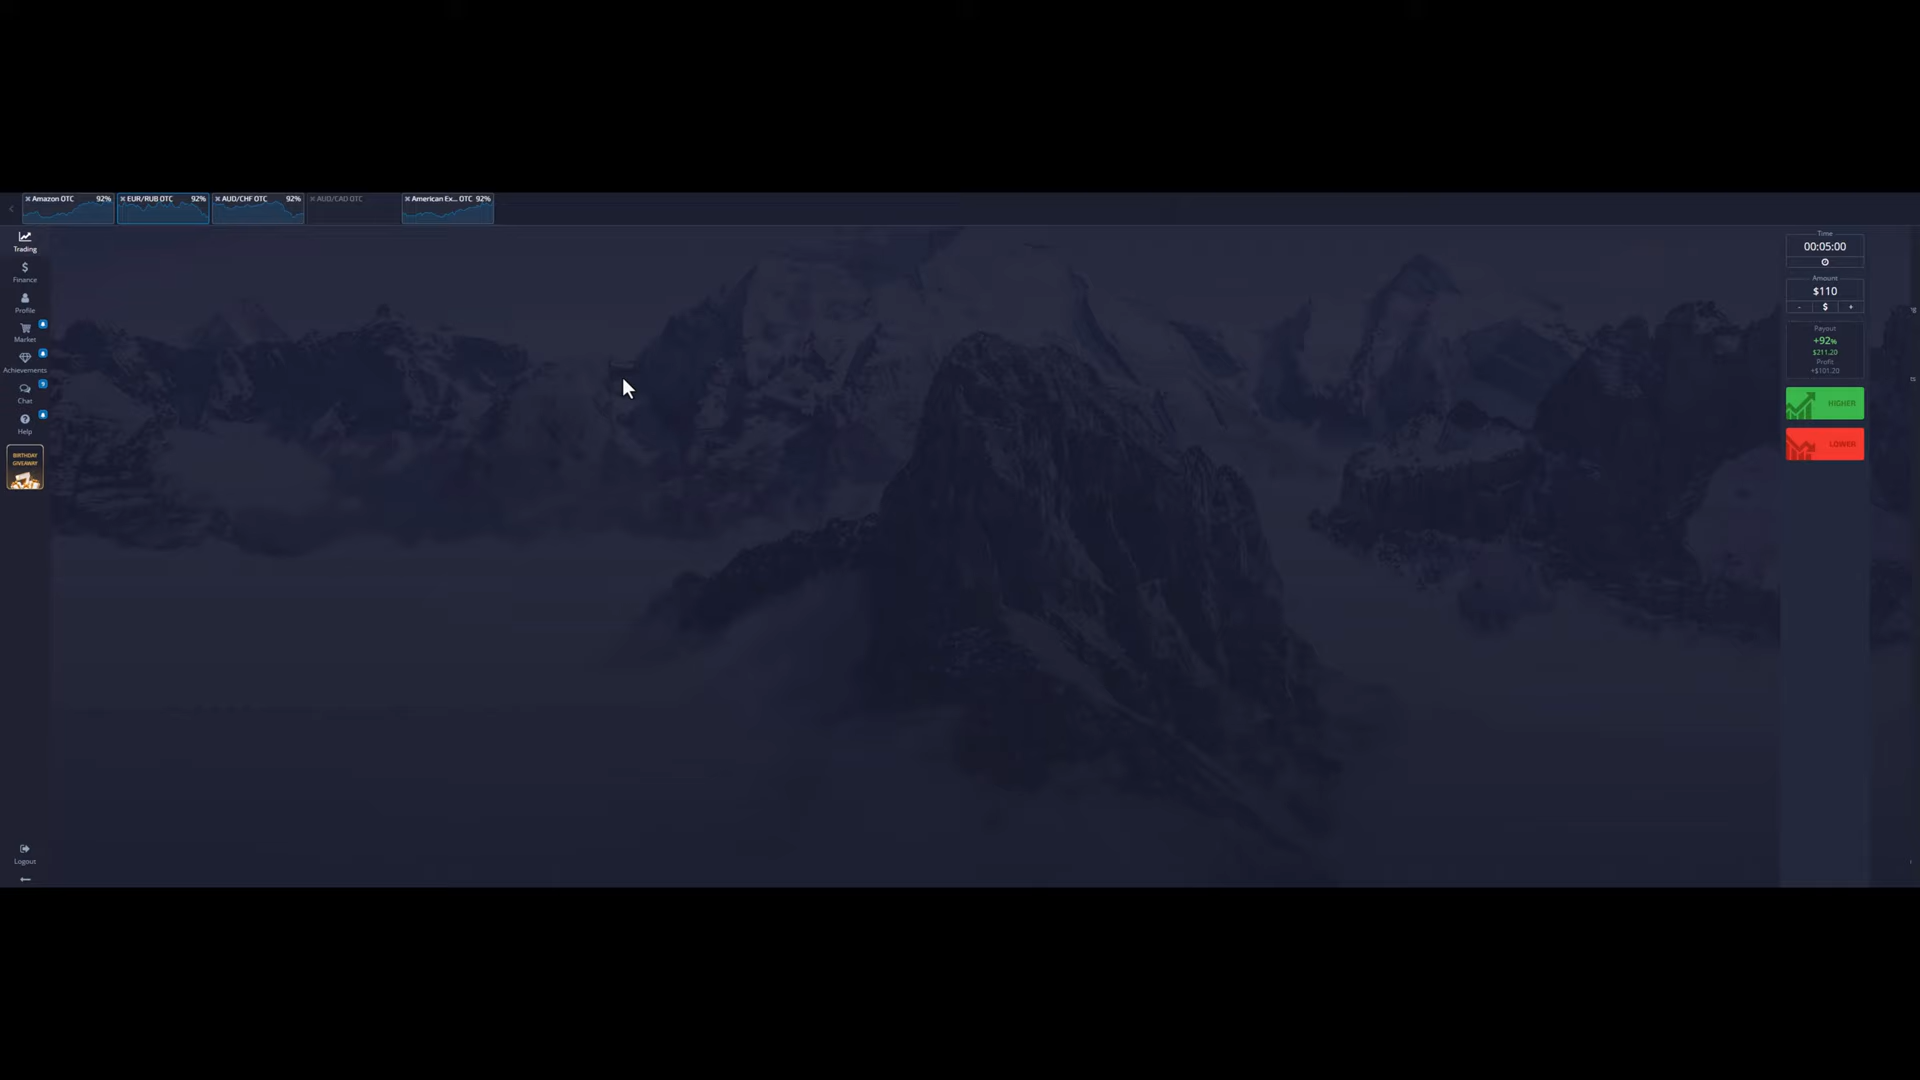 Amazon OTC 92%
EUR/RUB OTC 92%
AUD/CHF OTC 92%
AUD/CAD OTC
American Ex... OTC 92%
Trading
Finance
Profile
Market
Achievements
Chat
9
Help
BIRTHDAY
GIVEAWAY
Logout
Time
00:05:00
Amount
$110
- $ +
Payout
+92%
$211.20
Profit
+$101.20
HIGHER
LOWER